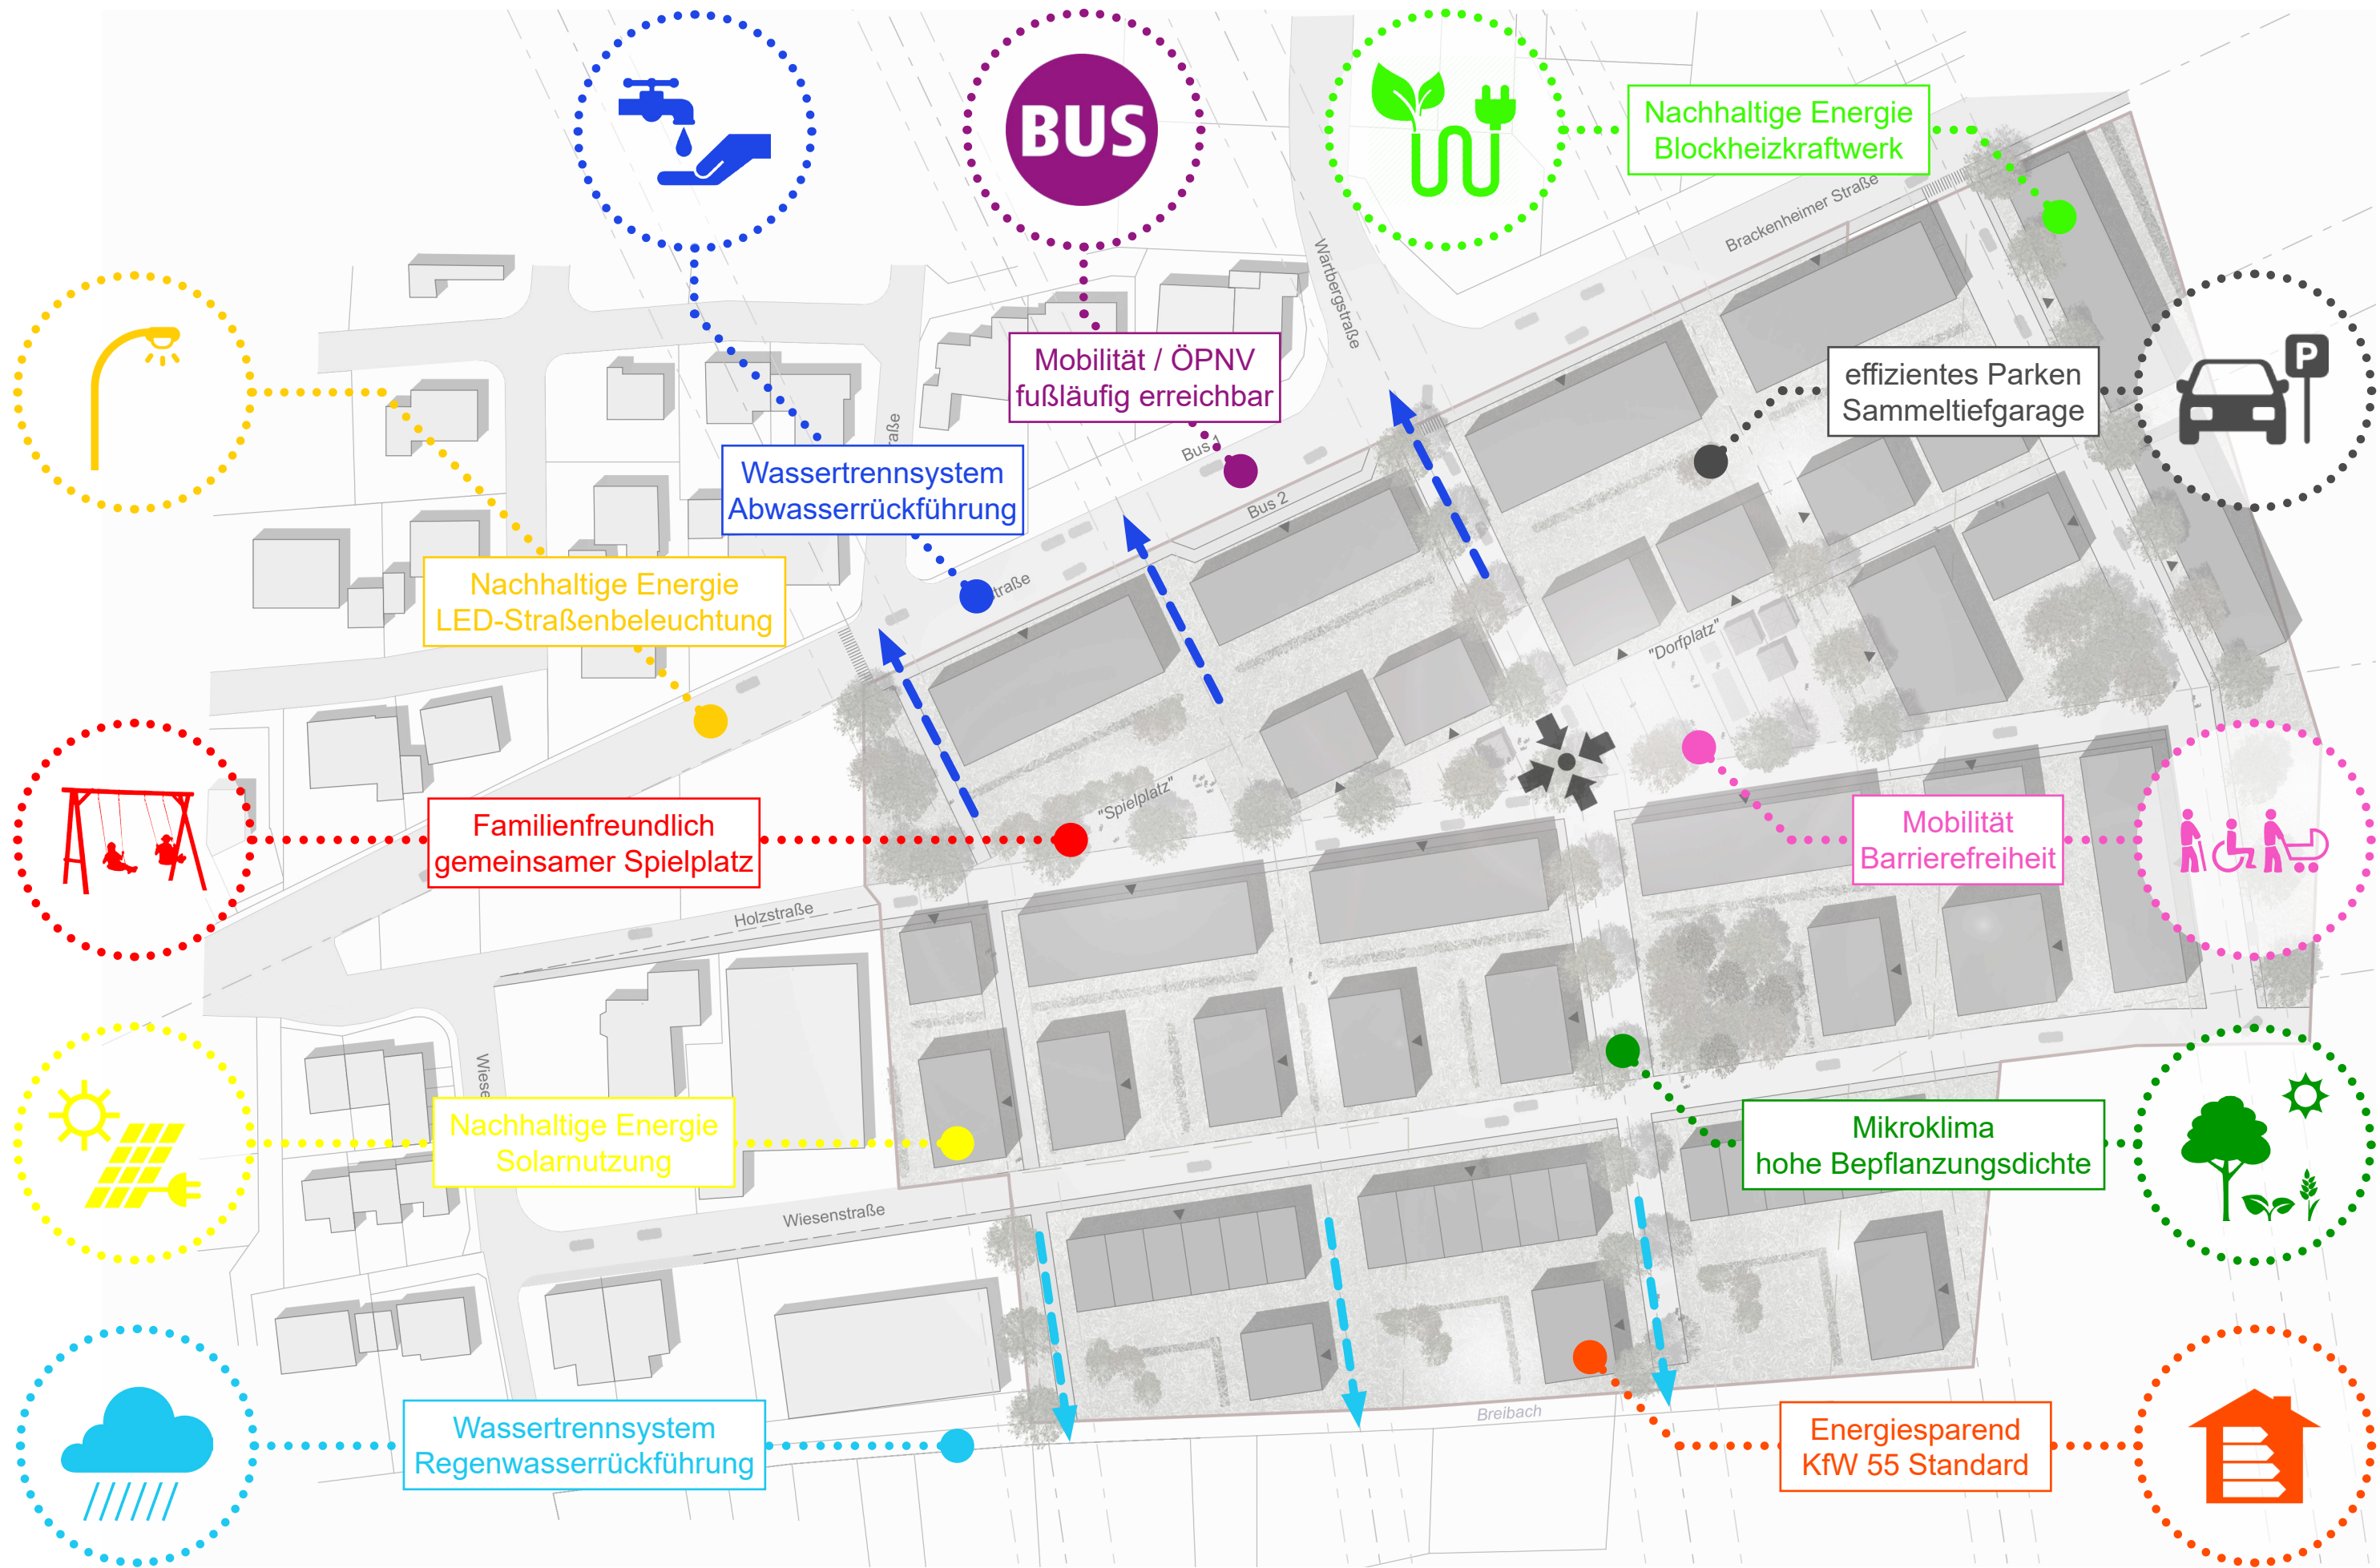 BUS
Nachhaltige Energie
Blockheizkraftwerk
Brackenheimer Straße
Wartbergstraße
P
Mobilität / ÖPNV
fußläufig erreichbar
effizientes Parken
Sammeltiefgarage
Bus 1
Bus 2
Wassertrennsystem
Abwasserrückführung
Nachhaltige Energie
LED-Straßenbeleuchtung
"Dorfplatz"
"Spielplatz"
Familienfreundlich
gemeinsamer Spielplatz
Mobilität
Barrierefreiheit
Holzstraße
Nachhaltige Energie
Solarnutzung
Mikroklima
hohe Bepflanzungsdichte
Wiesenstraße
Wassertrennsystem
Regenwasserrückführung
Breibach
Energiesparend
KfW 55 Standard